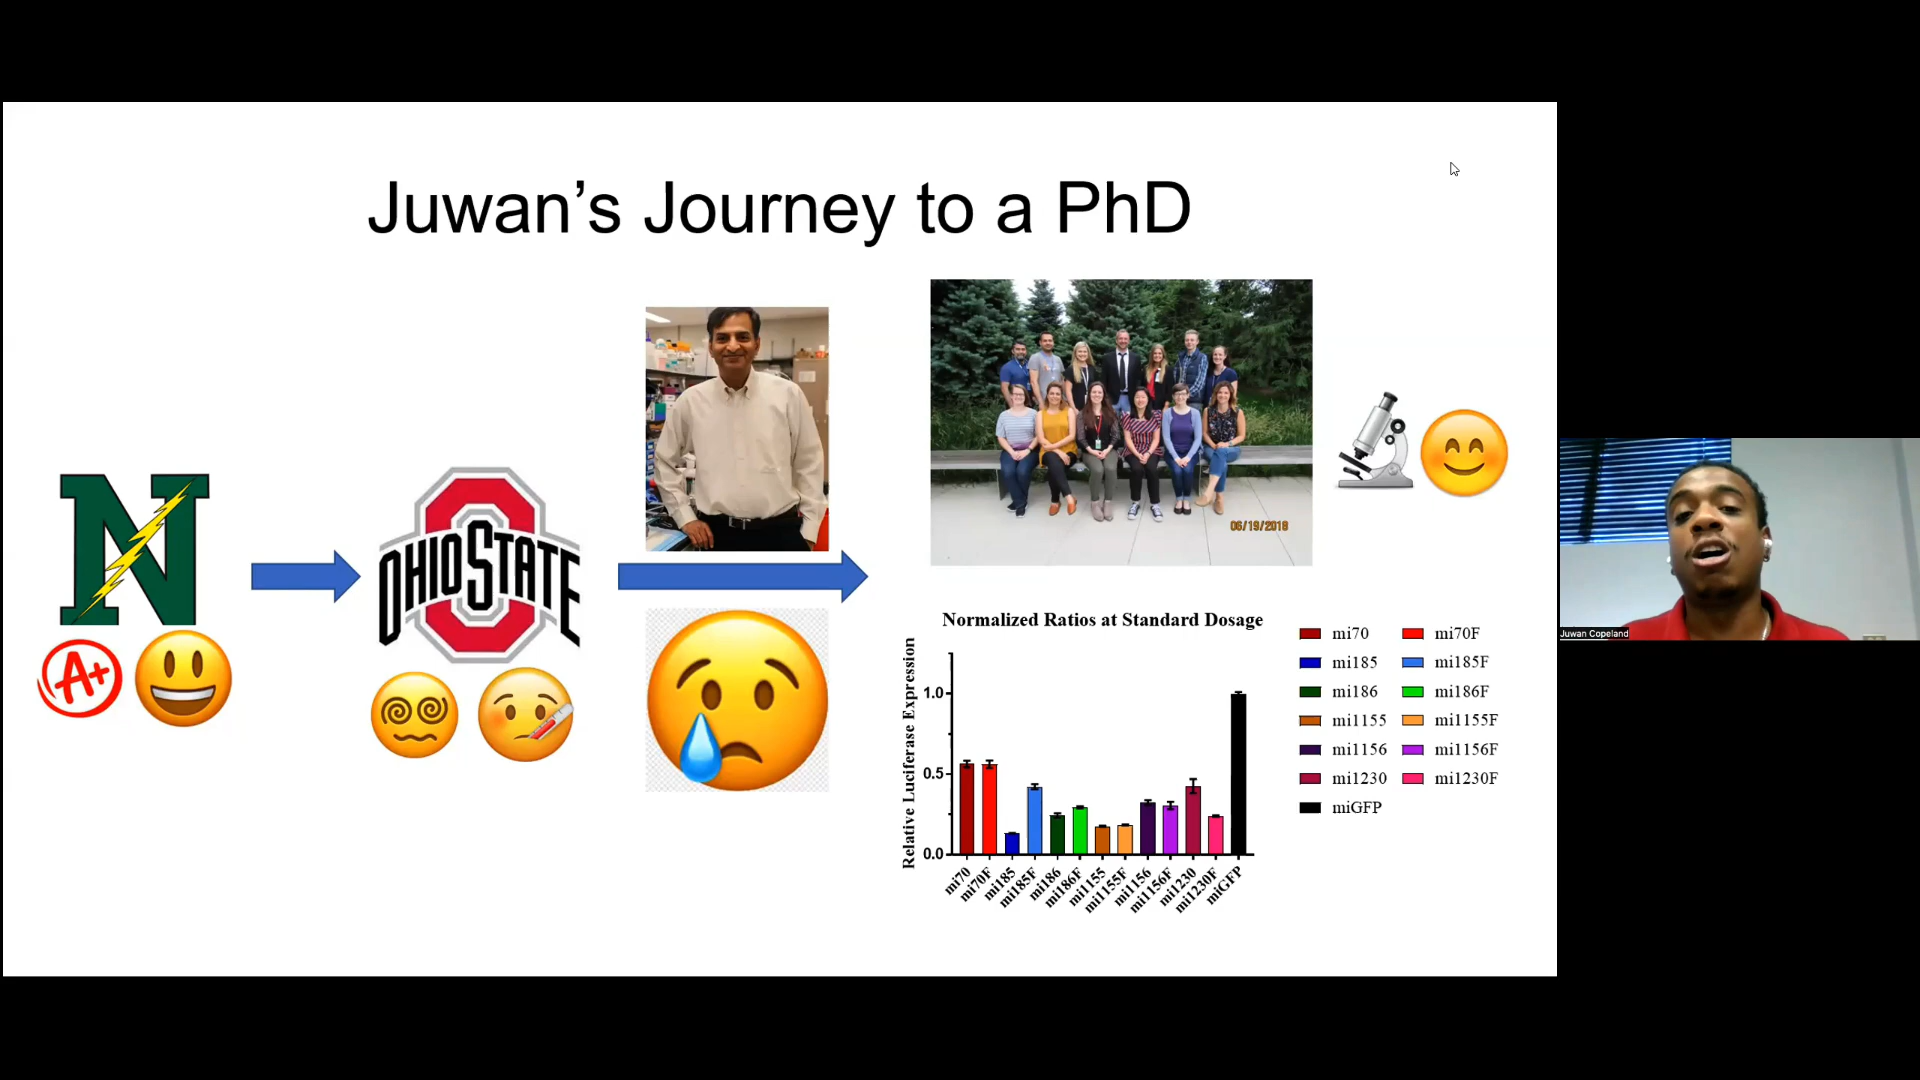 Juwan’s Journey to a PhD
N
A+
OHIO STATE
06/19/2018
Normalized Ratios at Standard Dosage
Relative Luciferase Expression
1.0
0.5
0.0
mi70
mi70F
mi185
mi185F
mi186
mi186F
mi1155
mi1155F
mi1156
mi1156F
mi1230
mi1230F
miGFP
mi70 mi70F
mi185 mi185F
mi186 mi186F
mi1155 mi1155F
mi1156 mi1156F
mi1230 mi1230F
miGFP
Juwan Copeland